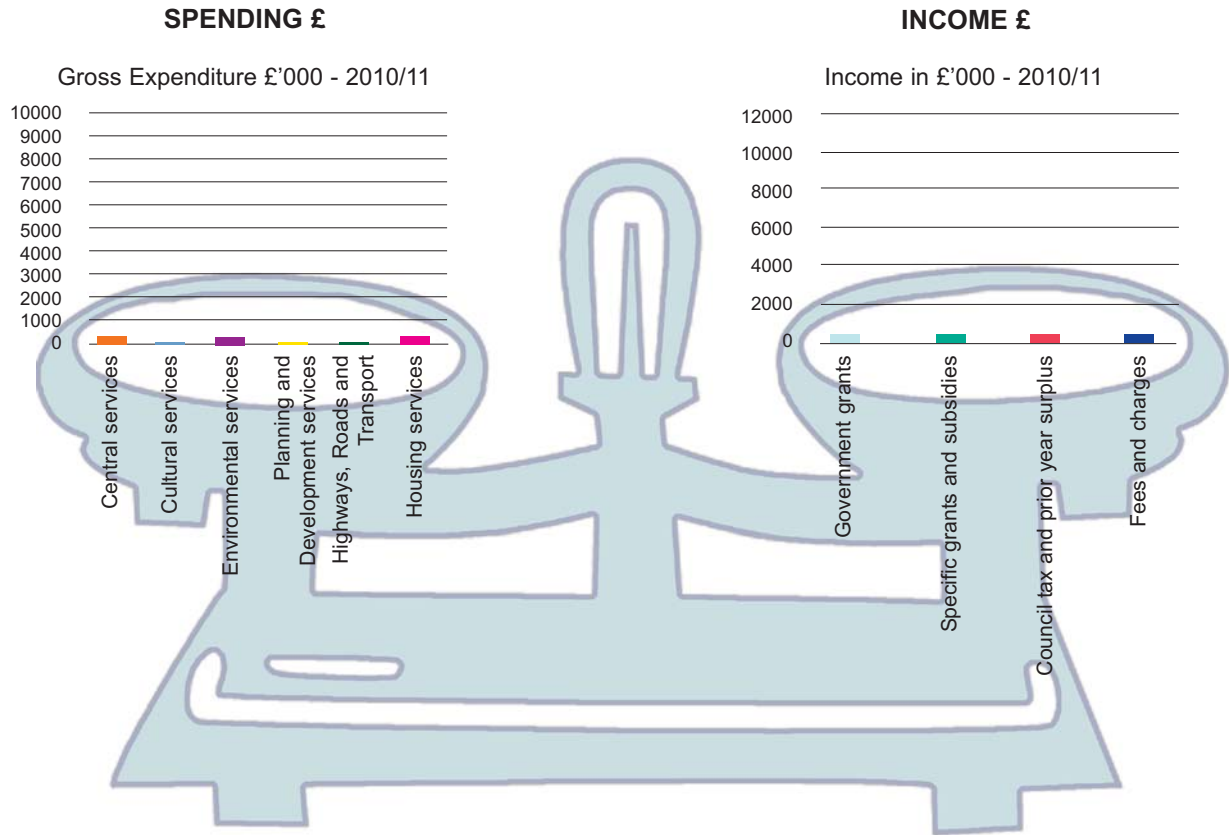 SPENDING £
Gross Expenditure £'000 - 2010/11
10000
9000
8000
7000
6000
5000
4000
3000
2000
1000
0
Central services
Cultural services
Environmental services
Planning and
Development services
Highways, Roads and
Transport
Housing services
INCOME £
Income in £'000 - 2010/11
12000
10000
8000
6000
4000
2000
0
Government grants
Specific grants and subsidies
Council tax and prior year surplus
Fees and charges